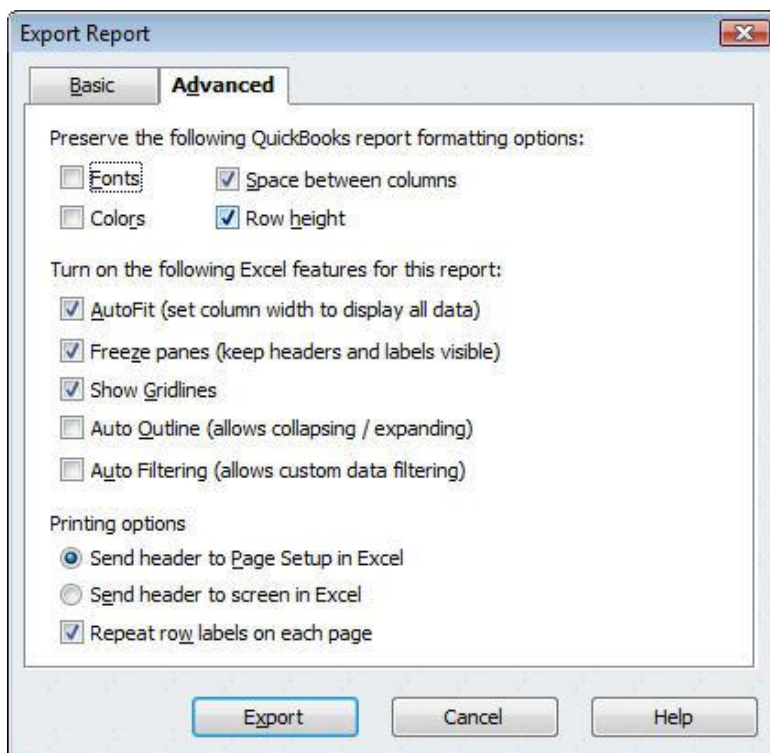 Export Report
Basic Advanced
Preserve the following QuickBooks report formatting options:
Fonts Space between columns
Colors Row height
Turn on the following Excel features for this report:
AutoFit (set column width to display all data)
Freeze panes (keep headers and labels visible)
Show Gridlines
Auto Outline (allows collapsing / expanding)
Auto Filtering (allows custom data filtering)
Printing options
Send header to Page Setup in Excel
Send header to screen in Excel
Repeat row labels on each page
Export Cancel Help